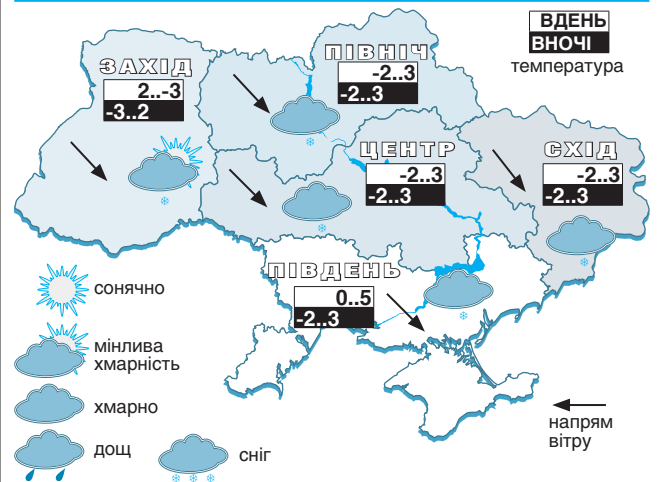 ВДЕНЬ
ВНОЧІ
температура
ПІВНІЧ
-2..3
-2..3
ЗАХІД
2..-3
-3..2
ЦЕНТР
-2..3
-2..3
СХІД
-2..3
-2..3
ПІВДЕНЬ
0..5
-2..3
сонячно
мінлива
хмарність
хмарно
дощ
сніг
напрям
вітру